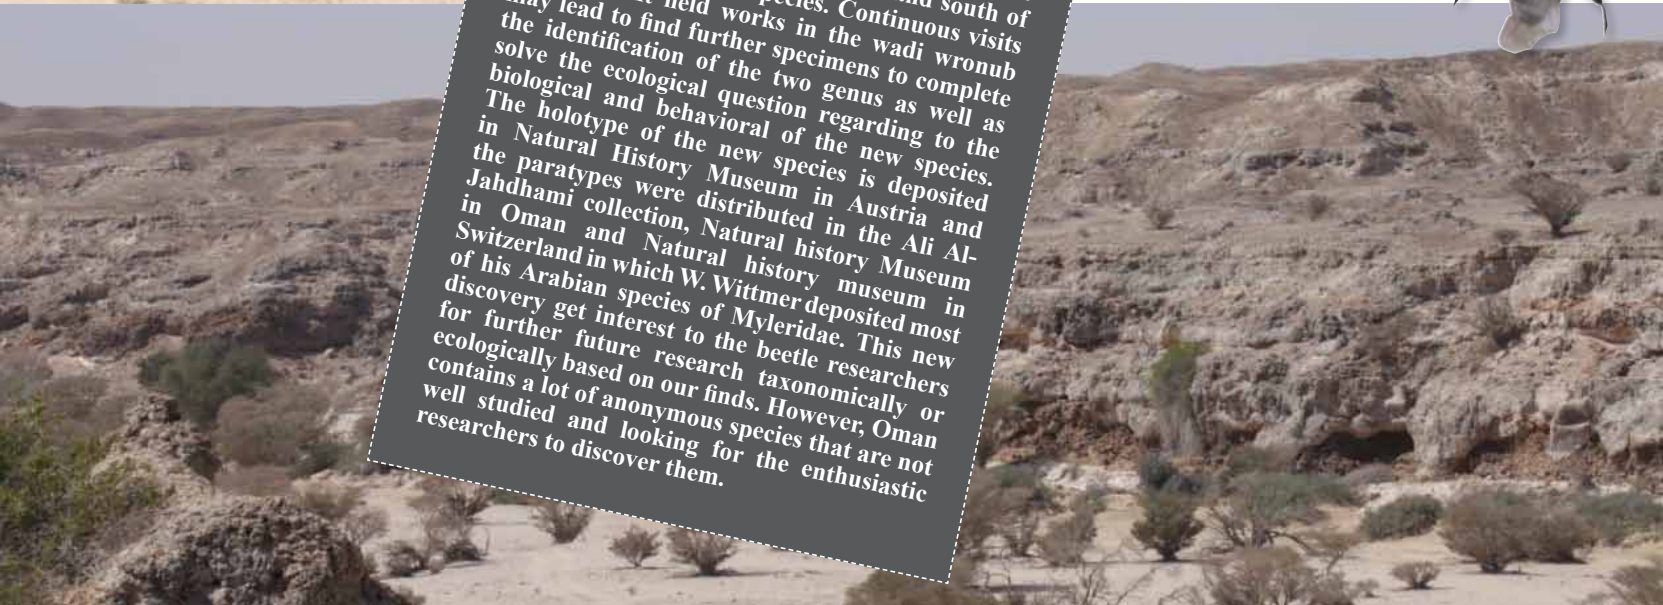 south of
species. Continuous visits
field works in the wadi wronub
may lead to find further specimens to complete
the identification of the two genus as well as
solve the ecological question regarding to the
biological and behavioral of the new species.
The holotype of the new species is deposited
in Natural History Museum in Austria and
the paratypes were distributed in the Ali Al-
Jahdhami collection, Natural history Museum
in Oman and Natural history museum in
Switzerland in which W. Wittmer deposited most
of his Arabian species of Myleridae. This new
discovery get interest to the beetle researchers
for further future research taxonomically or
ecologically based on our finds. However, Oman
contains a lot of anonymous species that are not
well studied and looking for the enthusiastic
researchers to discover them.